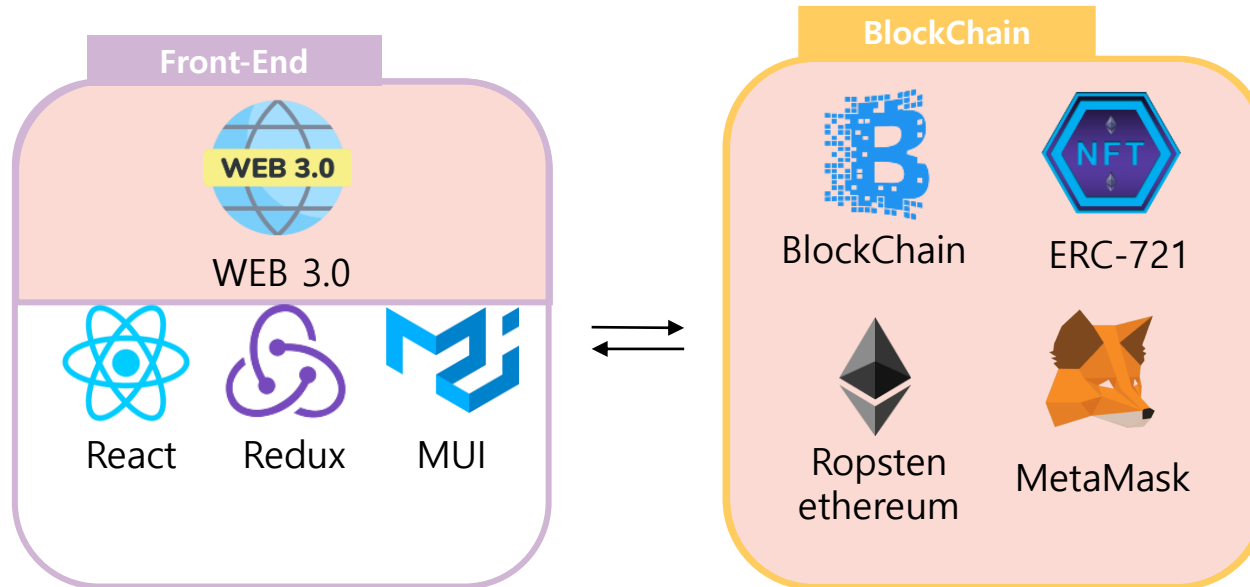 Front-End
WEB 3.0
WEB 3.0
React
Redux
MUI
BlockChain
NFT
BlockChain
ERC-721
Ropsten
ethereum
MetaMask